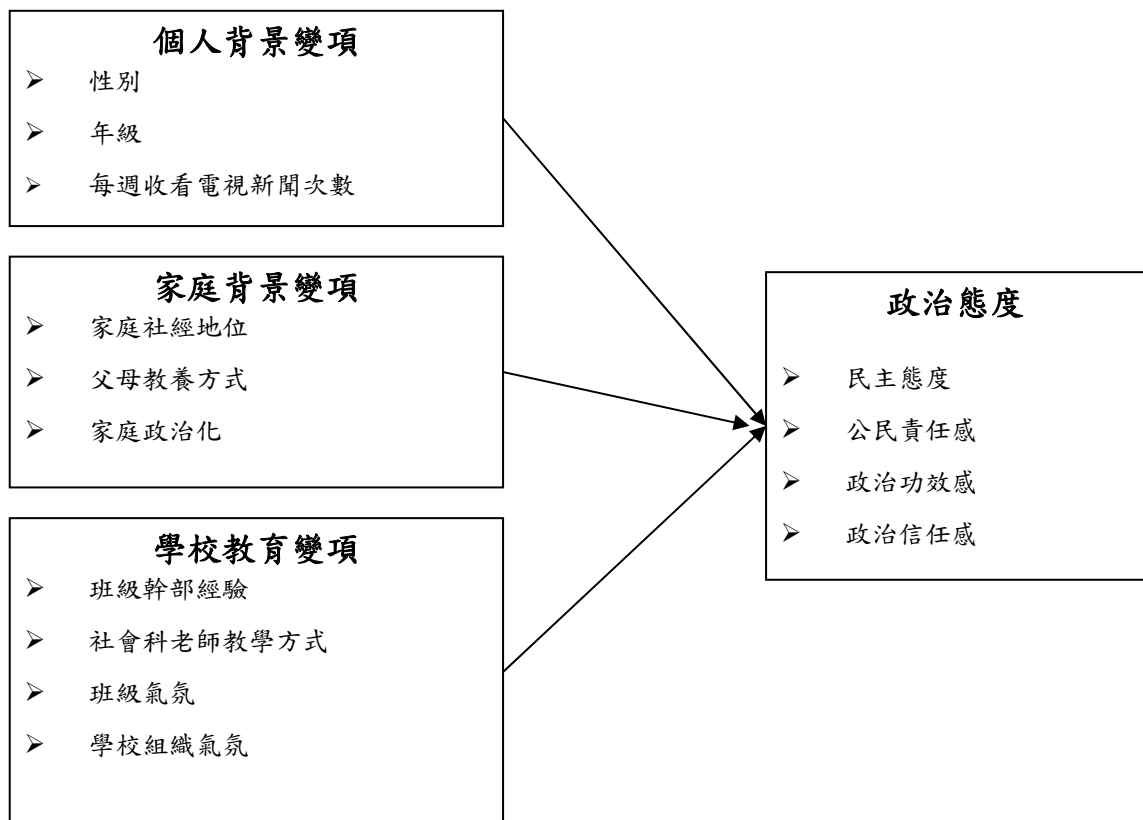 個人背景變項
➢ 性別
➢ 年級
➢ 每週收看電視新聞次數
家庭背景變項
➢ 家庭社經地位
➢ 父母教養方式
➢ 家庭政治化
學校教育變項
➢ 班級幹部經驗
➢ 社會科老師教學方式
➢ 班級氣氛
➢ 學校組織氣氛
政治態度
➢ 民主態度
➢ 公民責任感
➢ 政治功效感
➢ 政治信任感